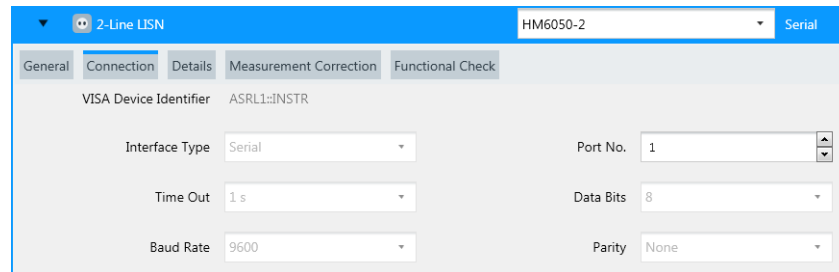 2-Line LISN HM6050-2 Serial
General Connection Details Measurement Correction Functional Check
VISA Device Identifier ASRL1::INSTR
Interface Type Serial Port No. 1
Time Out 1 s Data Bits 8
Baud Rate 9600 Parity None